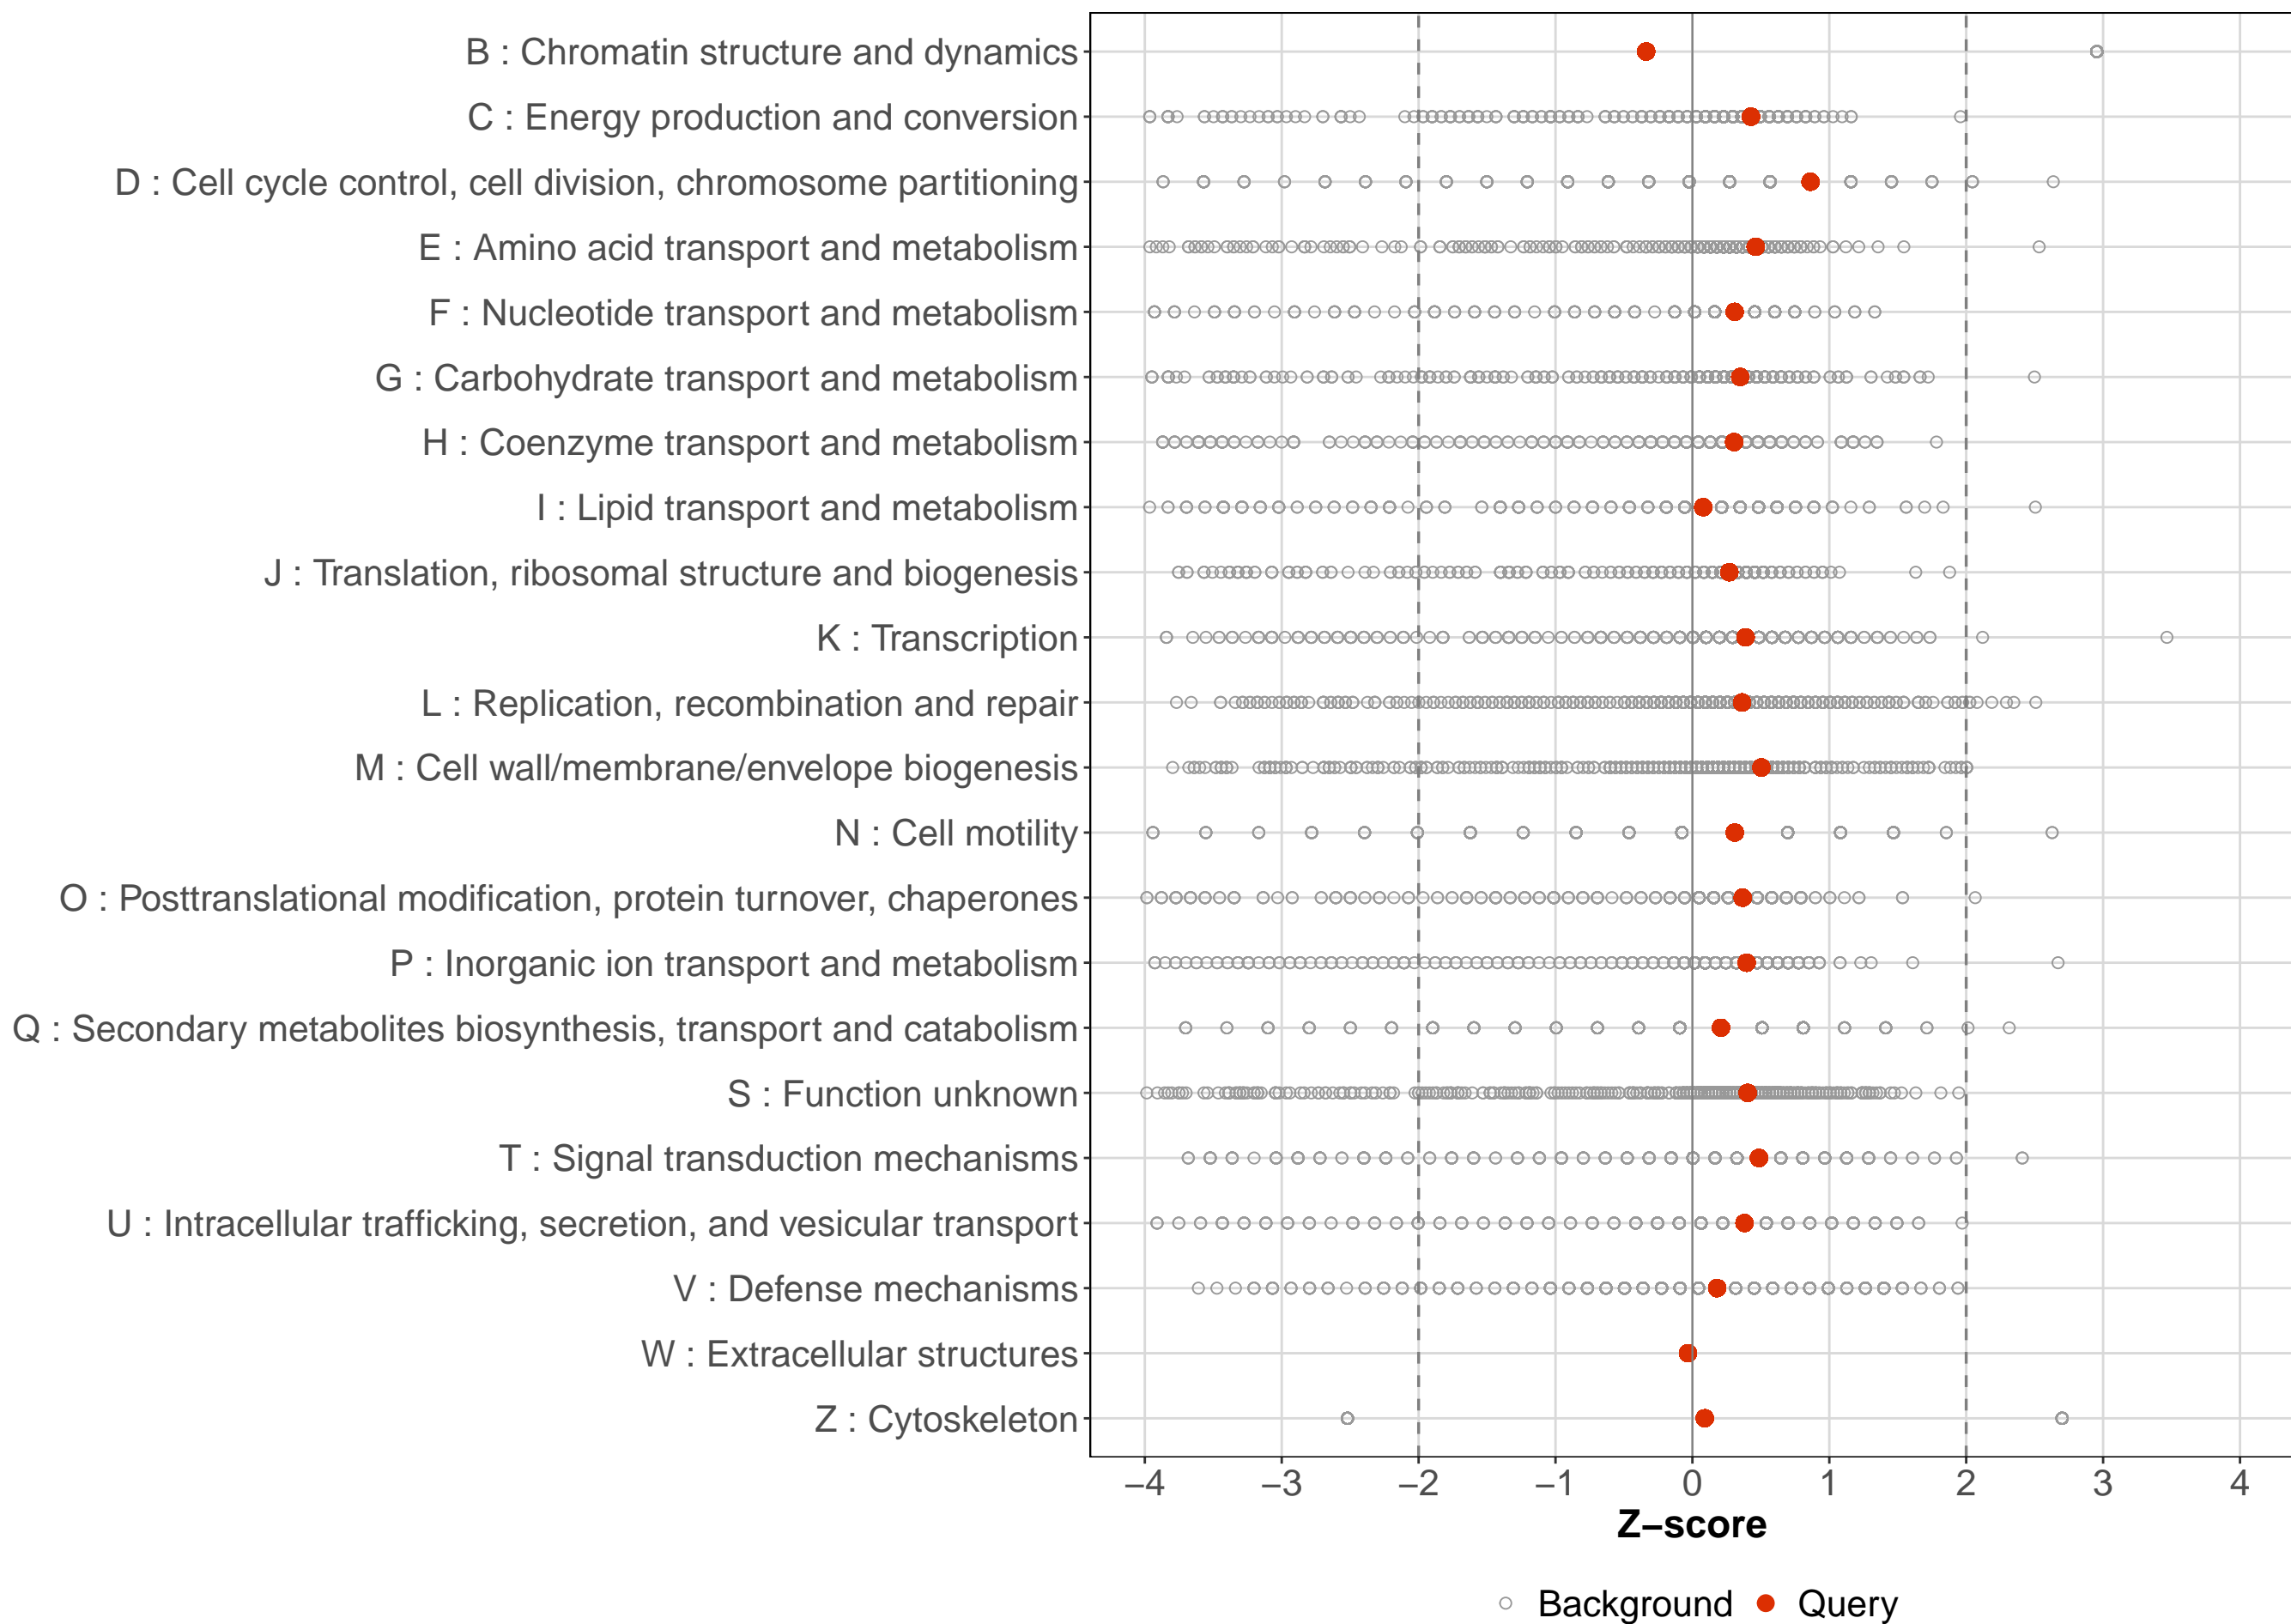 B : Chromatin structure and dynamics
C : Energy production and conversion
D : Cell cycle control, cell division, chromosome partitioning
E : Amino acid transport and metabolism
F : Nucleotide transport and metabolism
G : Carbohydrate transport and metabolism
H : Coenzyme transport and metabolism
I : Lipid transport and metabolism
J : Translation, ribosomal structure and biogenesis
K : Transcription
L : Replication, recombination and repair
M : Cell wall/membrane/envelope biogenesis
N : Cell motility
O : Posttranslational modification, protein turnover, chaperones
P : Inorganic ion transport and metabolism
Q : Secondary metabolites biosynthesis, transport and catabolism
S : Function unknown
T : Signal transduction mechanisms
U : Intracellular trafficking, secretion, and vesicular transport
V : Defense mechanisms
W : Extracellular structures
Z : Cytoskeleton
−4 −3 −2 −1 0 1 2 3 4
Z−score
Background Query